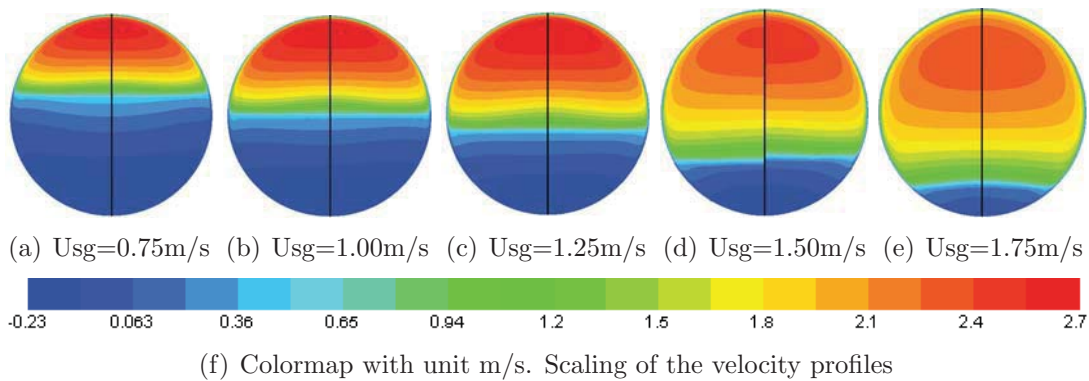 (a) Usg=0.75m/s (b) Usg=1.00m/s (c) Usg=1.25m/s (d) Usg=1.50m/s (e) Usg=1.75m/s
-0.23 0.063 0.36 0.65 0.94 1.2 1.5 1.8 2.1 2.4 2.7
(f) Colormap with unit m/s. Scaling of the velocity profiles